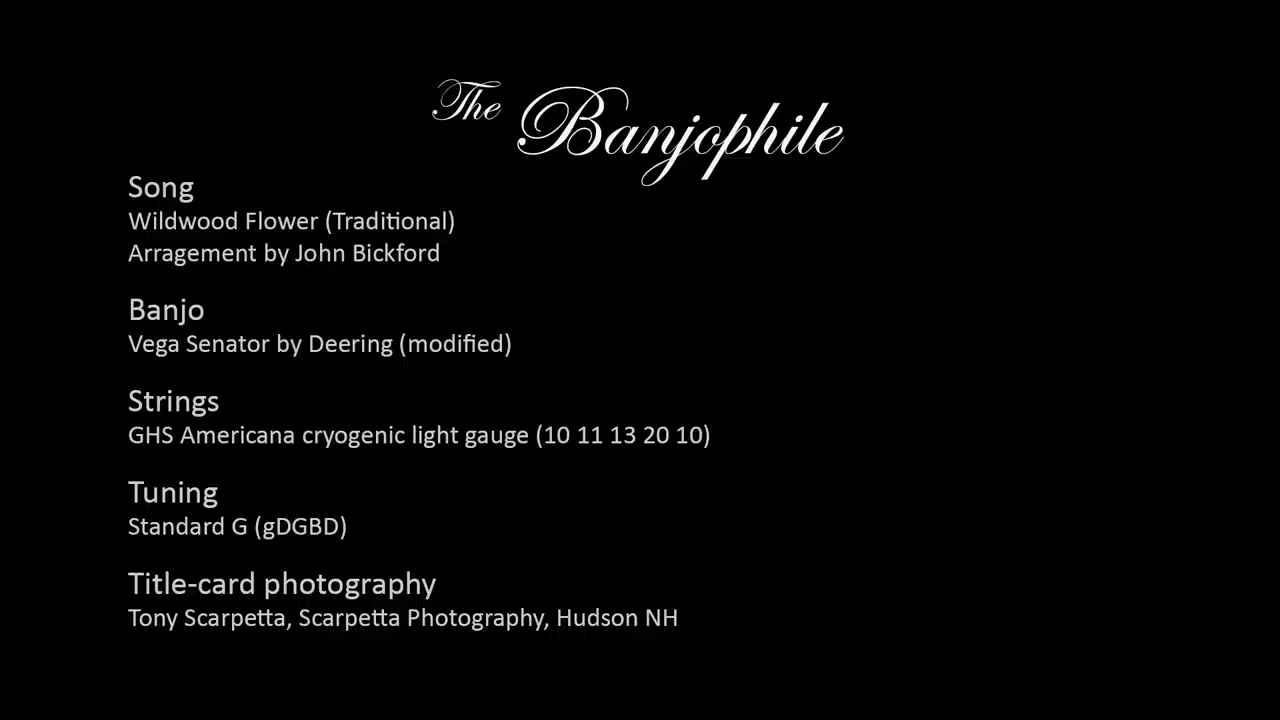 The Banjophile
Song
Wildwood Flower (Traditional)
Arragement by John Bickford
Banjo
Vega Senator by Deering (modified)
Strings
GHS Americana cryogenic light gauge (10 11 13 20 10)
Tuning
Standard G (gDGBD)
Title-card photography
Tony Scarpetta, Scarpetta Photography, Hudson NH